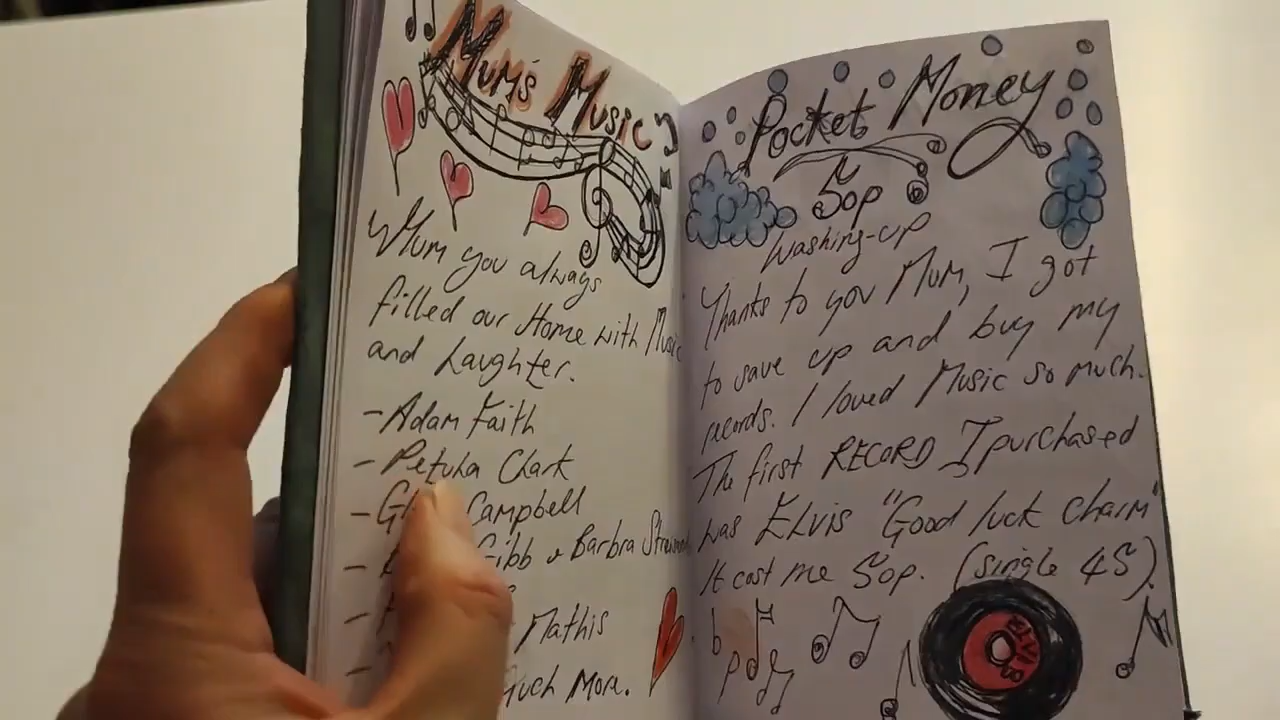 Mum's Music
Mum you always
filled our Home with Music
and Laughter.
- Adam Faith
- Petula Clark
- Campbell
- Gibb & Barbra
- Mathis
- Much More.
Pocket Money
50p
Washing-up
Thanks to you Mum, I got
to save up and buy my
records. I loved Music so much.
The first RECORD I purchased
was ELVIS "Good luck charm"
It cost me 50p. (single 45).
ELVIS